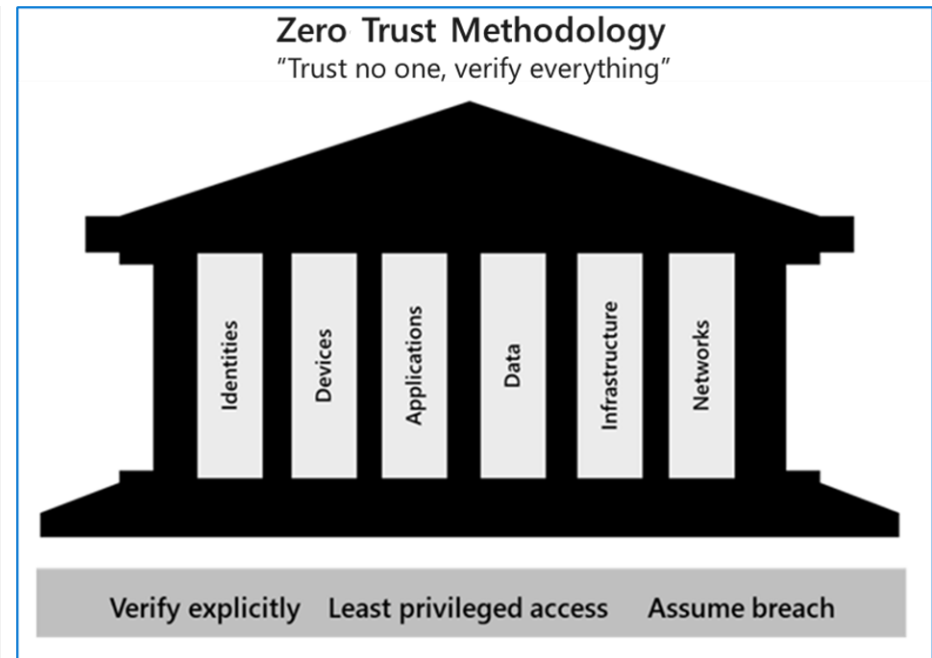 Zero Trust Methodology
"Trust no one, verify everything"
Identities
Devices
Applications
Data
Infrastructure
Networks
Verify explicitly Least privileged access Assume breach